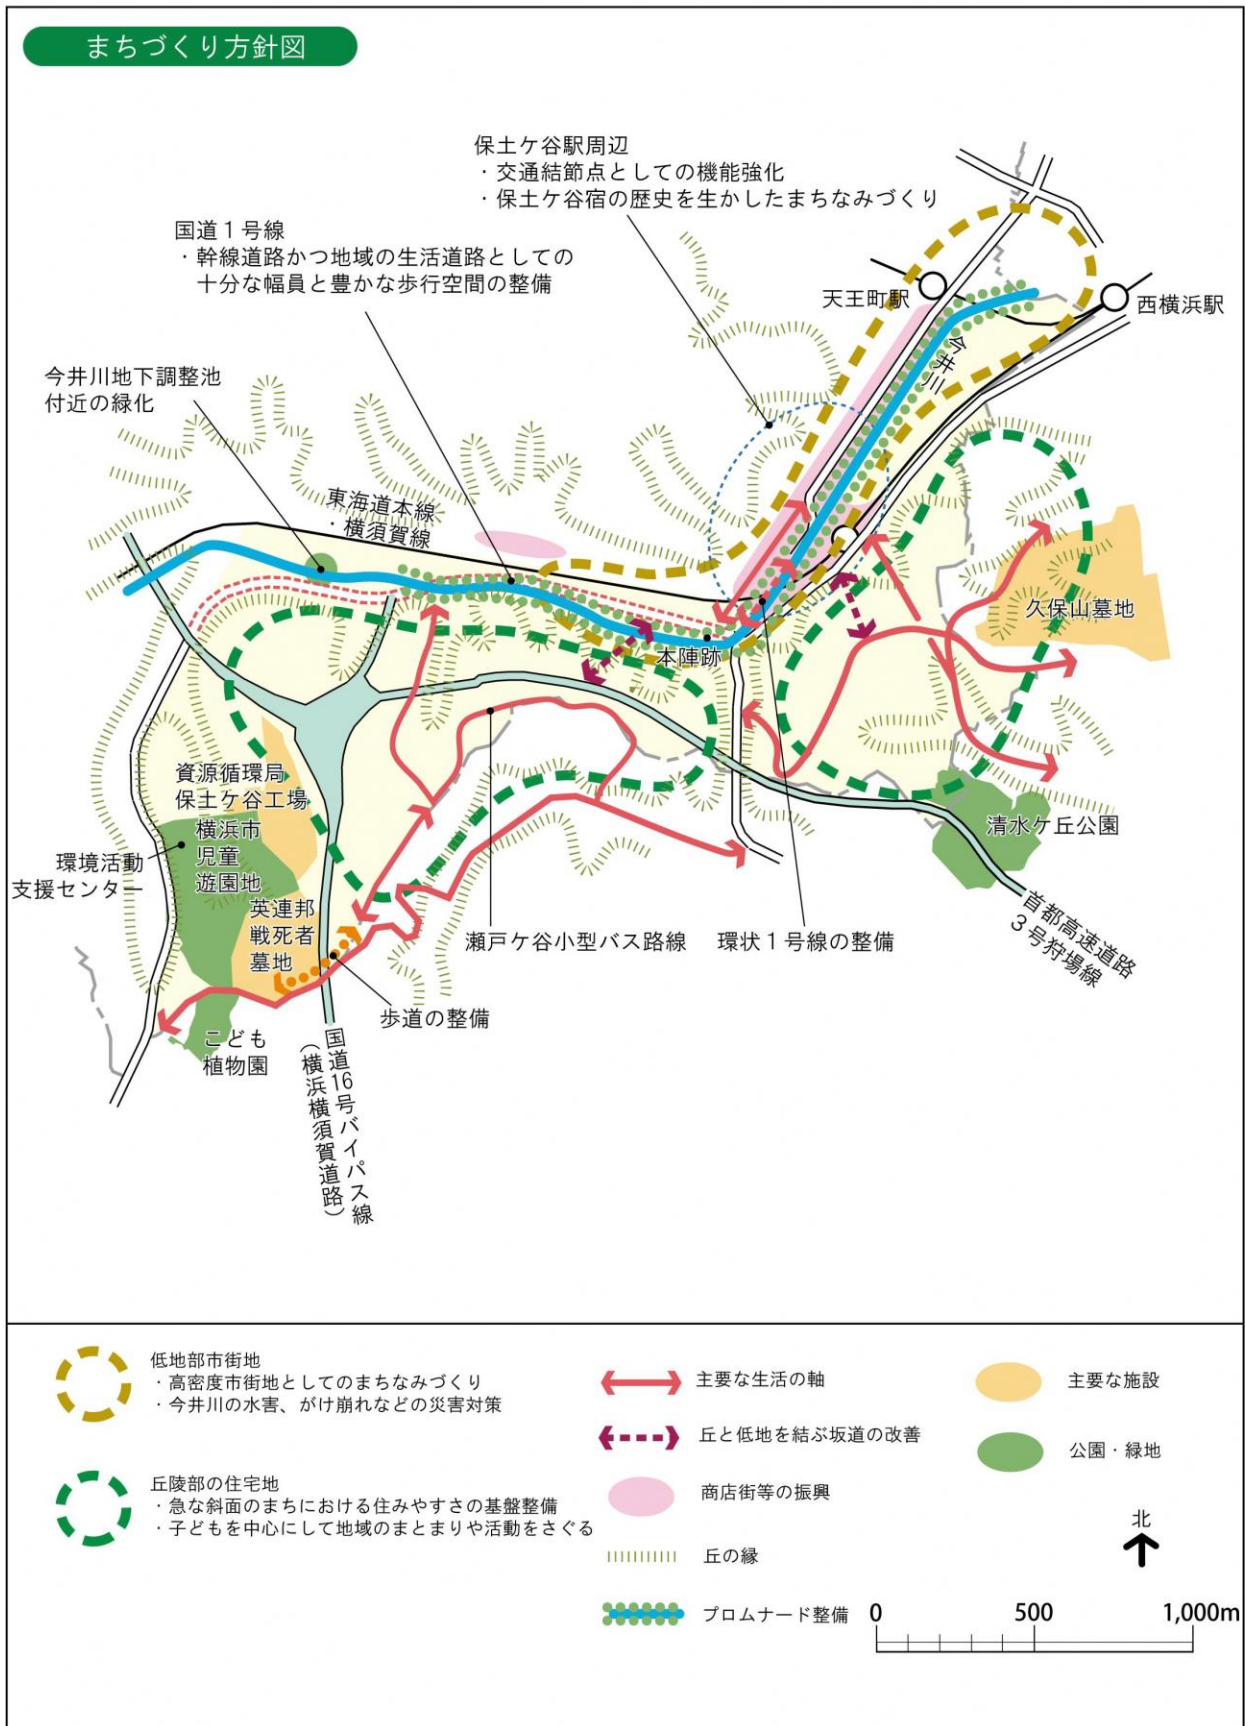 まちづくり方針図
保土ケ谷駅周辺
・交通結節点としての機能強化
・保土ケ谷宿の歴史を生かしたまちなみづくり
国道１号線
・幹線道路かつ地域の生活道路としての
十分な幅員と豊かな歩行空間の整備
天王町駅
西横浜駅
今井川
今井川地下調整池
付近の緑化
東海道本線
・横須賀線
久保山墓地
本陣跡
資源循環局
保土ケ谷工場
横浜市
児童
遊園地
環境活動
支援センター
清水ケ丘公園
英連邦
戦死者
墓地
瀬戸ケ谷小型バス路線
環状１号線の整備
首都高速道路
３号狩場線
歩道の整備
こども
植物園
国道16号バイパス線
（横浜横須賀道路）
低地部市街地
・高密度市街地としてのまちなみづくり
・今井川の水害、がけ崩れなどの災害対策
丘陵部の住宅地
・急な斜面のまちにおける住みやすさの基盤整備
・子どもを中心にして地域のまとまりや活動をさぐる
主要な生活の軸
丘と低地を結ぶ坂道の改善
商店街等の振興
丘の縁
プロムナード整備
主要な施設
公園・緑地
北
0 500 1,000m